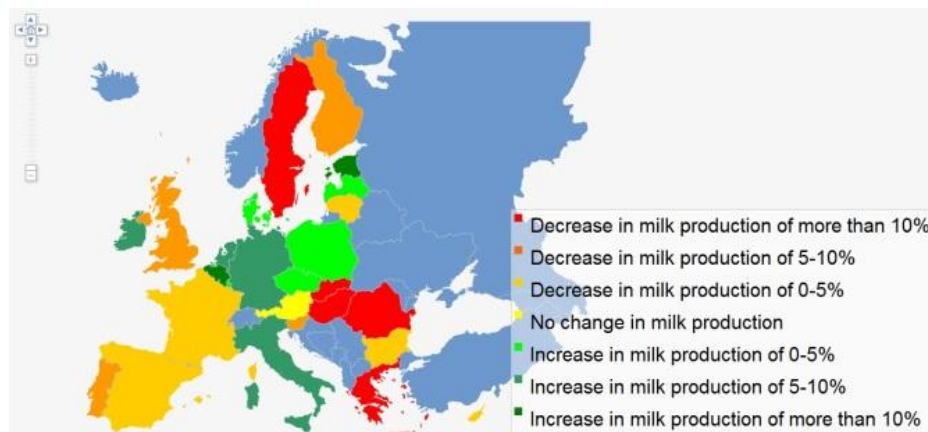 Decrease in milk production of more than 10%
Decrease in milk production of 5-10%
Decrease in milk production of 0-5%
No change in milk production
Increase in milk production of 0-5%
Increase in milk production of 5-10%
Increase in milk production of more than 10%